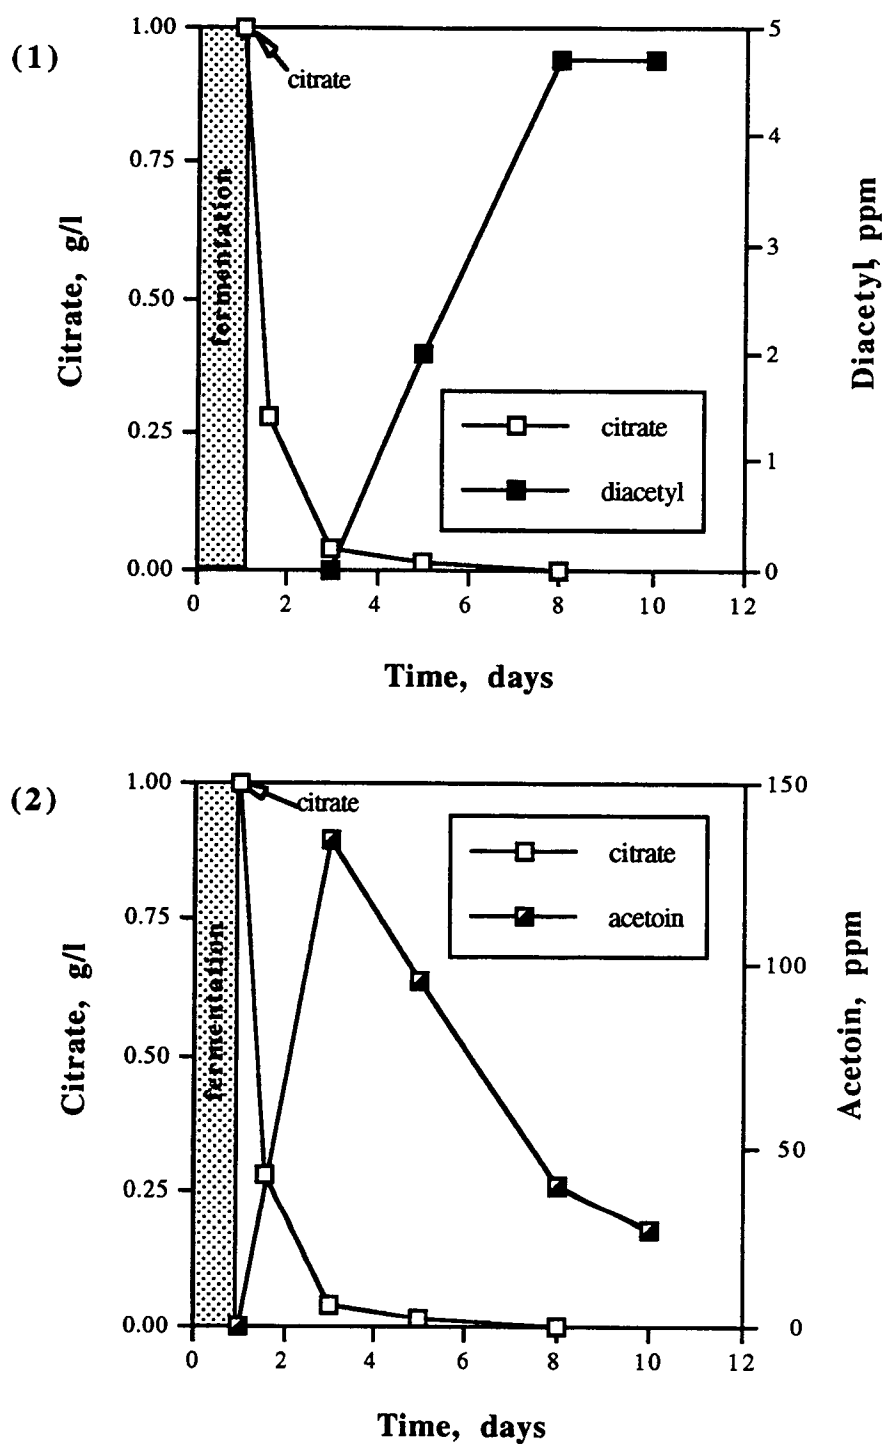 (1)
1.00
0.75
0.50
0.25
0.00
Citrate, g/l
fermentation
citrate
5
4
3
2
1
0
Diacetyl, ppm
citrate
diacetyl
0 2 4 6 8 10 12
Time, days
(2)
1.00
0.75
0.50
0.25
0.00
Citrate, g/l
fermentation
citrate
citrate
acetoin
150
100
50
0
Acetoin, ppm
0 2 4 6 8 10 12
Time, days